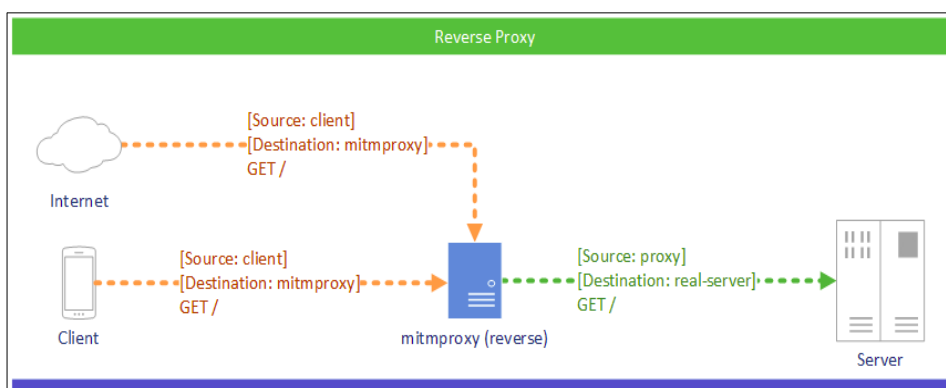 Reverse Proxy
[Source: client]
[Destination: mitmproxy]
GET /
Internet
[Source: client]
[Destination: mitmproxy]
GET /
Client
mitmproxy (reverse)
[Source: proxy]
[Destination: real-server]
GET /
Server